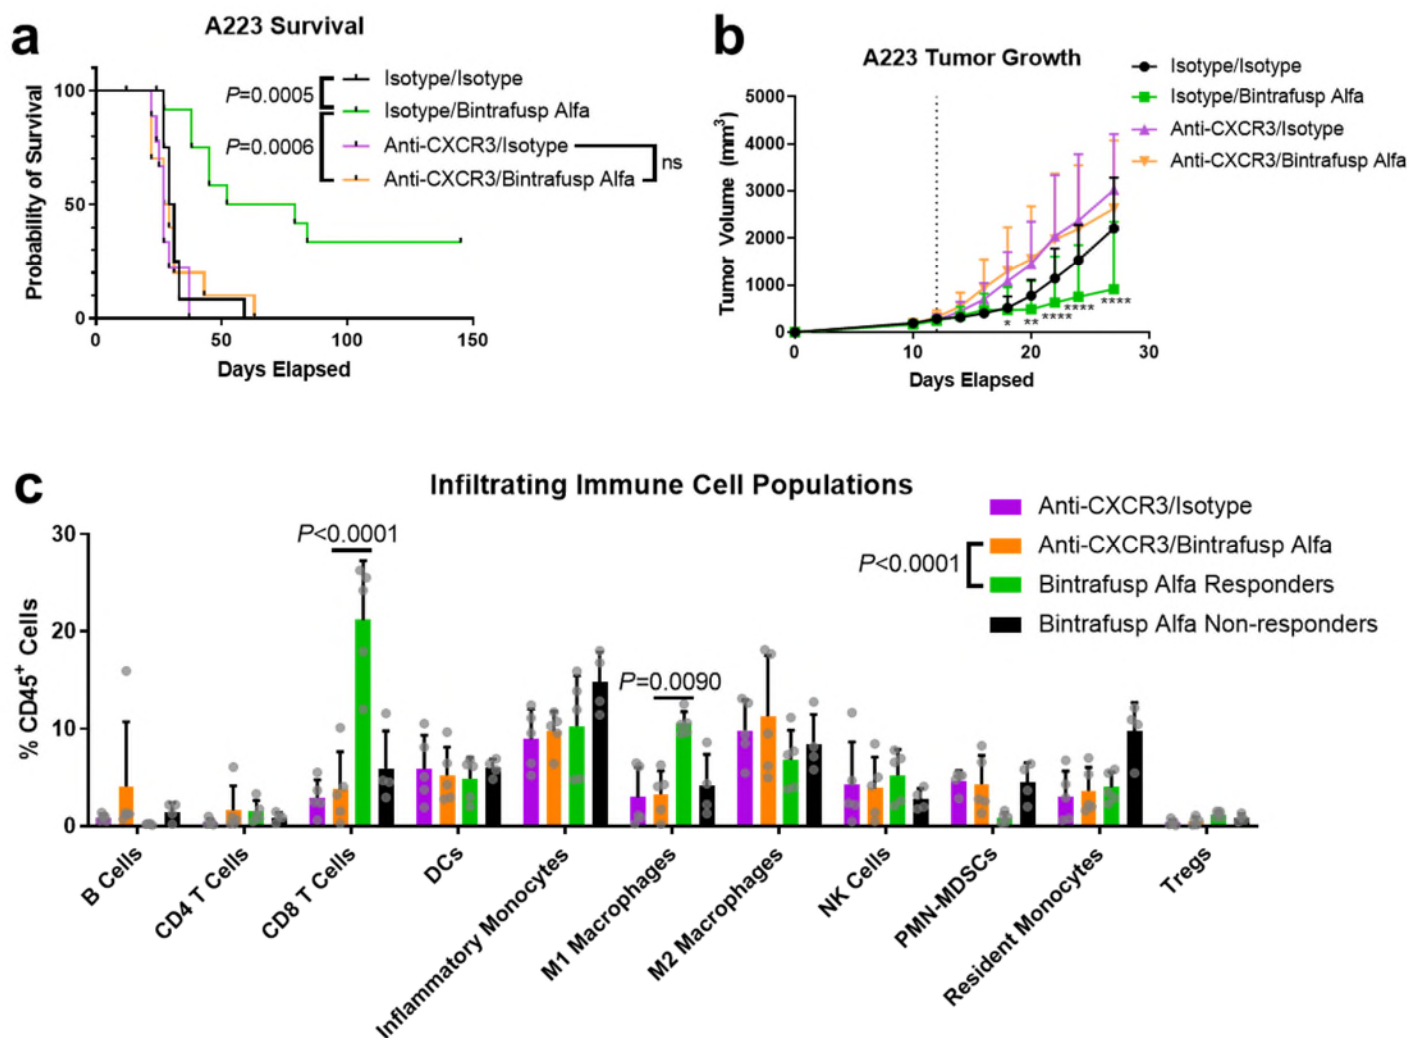 a
A223 Survival
Probability of Survival
100
50
0
0
50
100
150
Days Elapsed
P=0.0005
P=0.0006
Isotype/Isotype
Isotype/Bintrafusp Alfa
Anti-CXCR3/Isotype
Anti-CXCR3/Bintrafusp Alfa
ns
b
A223 Tumor Growth
Tumor Volume (mm³)
5000
4000
3000
2000
1000
0
0
10
20
30
Days Elapsed
* ** **** **** ****
Isotype/Isotype
Isotype/Bintrafusp Alfa
Anti-CXCR3/Isotype
Anti-CXCR3/Bintrafusp Alfa
c
Infiltrating Immune Cell Populations
% CD45⁺ Cells
30
20
10
0
P<0.0001
P=0.0090
P<0.0001
Anti-CXCR3/Isotype
Anti-CXCR3/Bintrafusp Alfa
Bintrafusp Alfa Responders
Bintrafusp Alfa Non-responders
B Cells
CD4 T Cells
CD8 T Cells
DCs
Inflammatory Monocytes
M1 Macrophages
M2 Macrophages
NK Cells
PMN-MDSCs
Resident Monocytes
Tregs